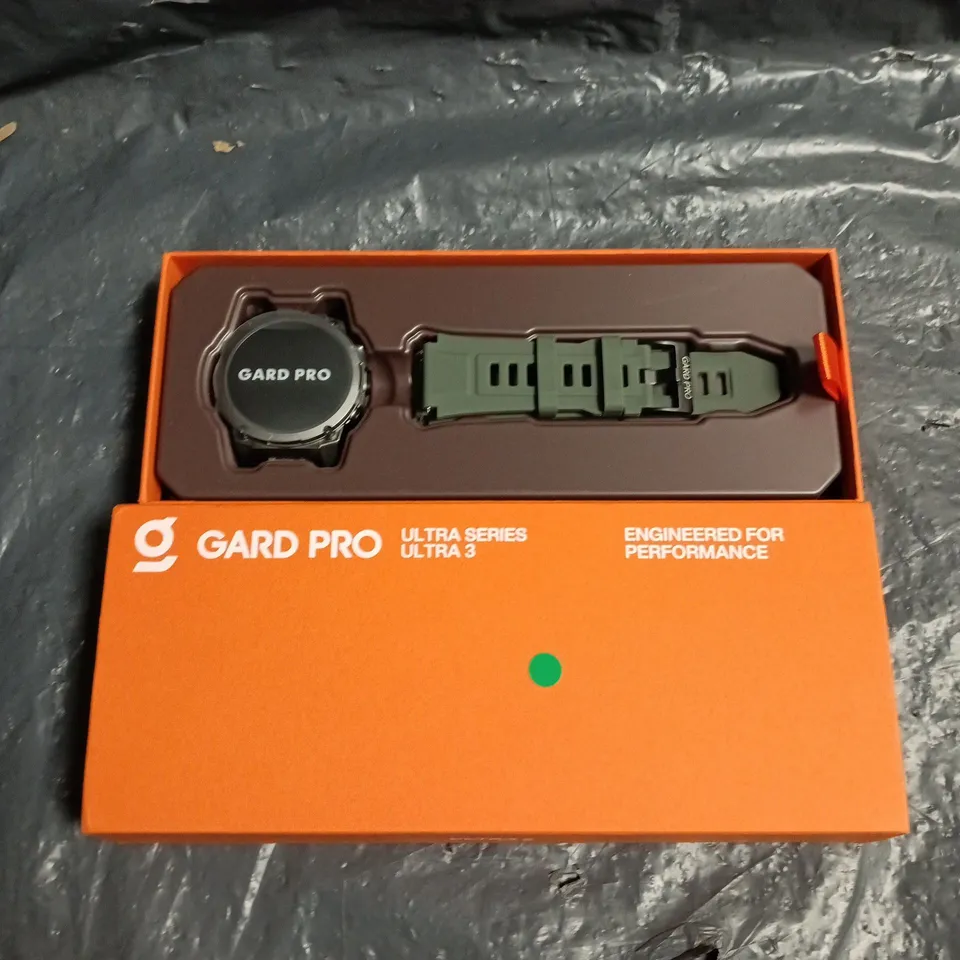 GARD PRO
GARD PRO
g GARD PRO
ULTRA SERIES
ULTRA 3
ENGINEERED FOR
PERFORMANCE